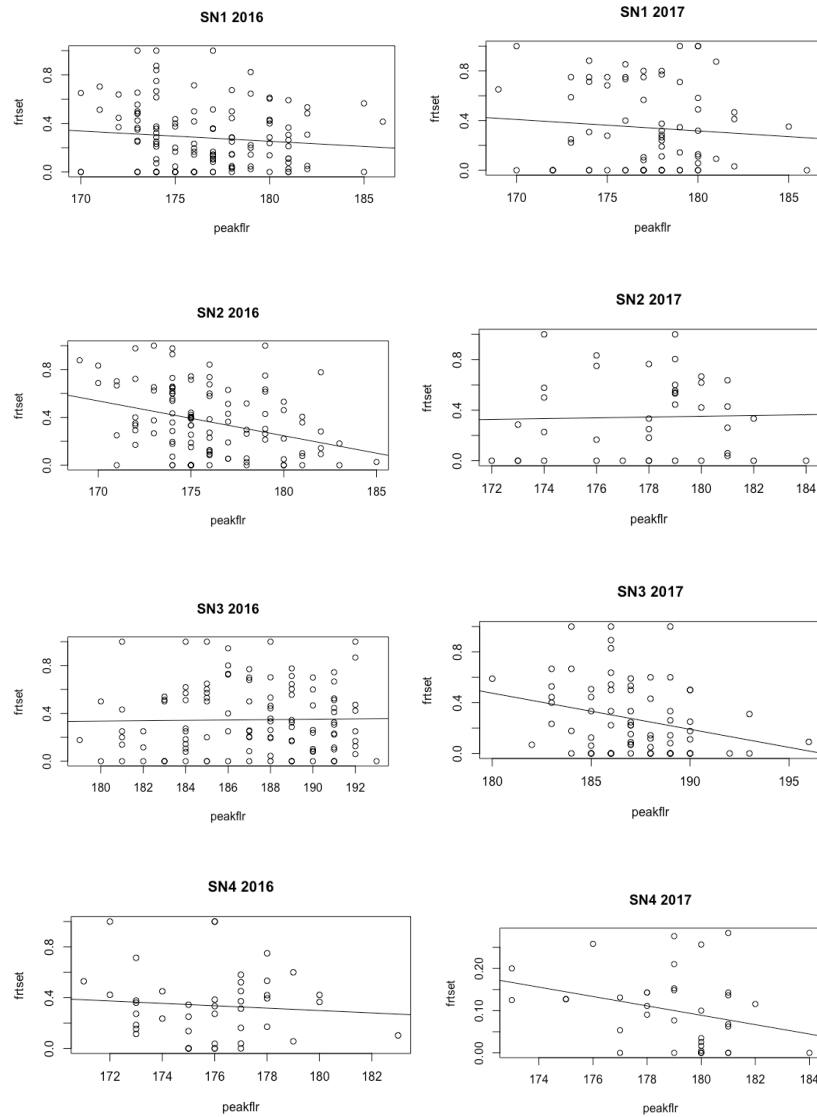 SN1 2016
frtset
0.0 0.4 0.8
170 175 180 185
peakflr
SN1 2017
frtset
0.0 0.4 0.8
170 175 180 185
peakflr
SN2 2016
frtset
0.0 0.4 0.8
170 175 180 185
peakflr
SN2 2017
frtset
0.0 0.4 0.8
172 174 176 178 180 182 184
peakflr
SN3 2016
frtset
0.0 0.4 0.8
180 182 184 186 188 190 192
peakflr
SN3 2017
frtset
0.0 0.4 0.8
180 185 190 195
peakflr
SN4 2016
frtset
0.0 0.4 0.8
172 174 176 178 180 182
peakflr
SN4 2017
frtset
0.00 0.10 0.20
174 176 178 180 182 184
peakflr